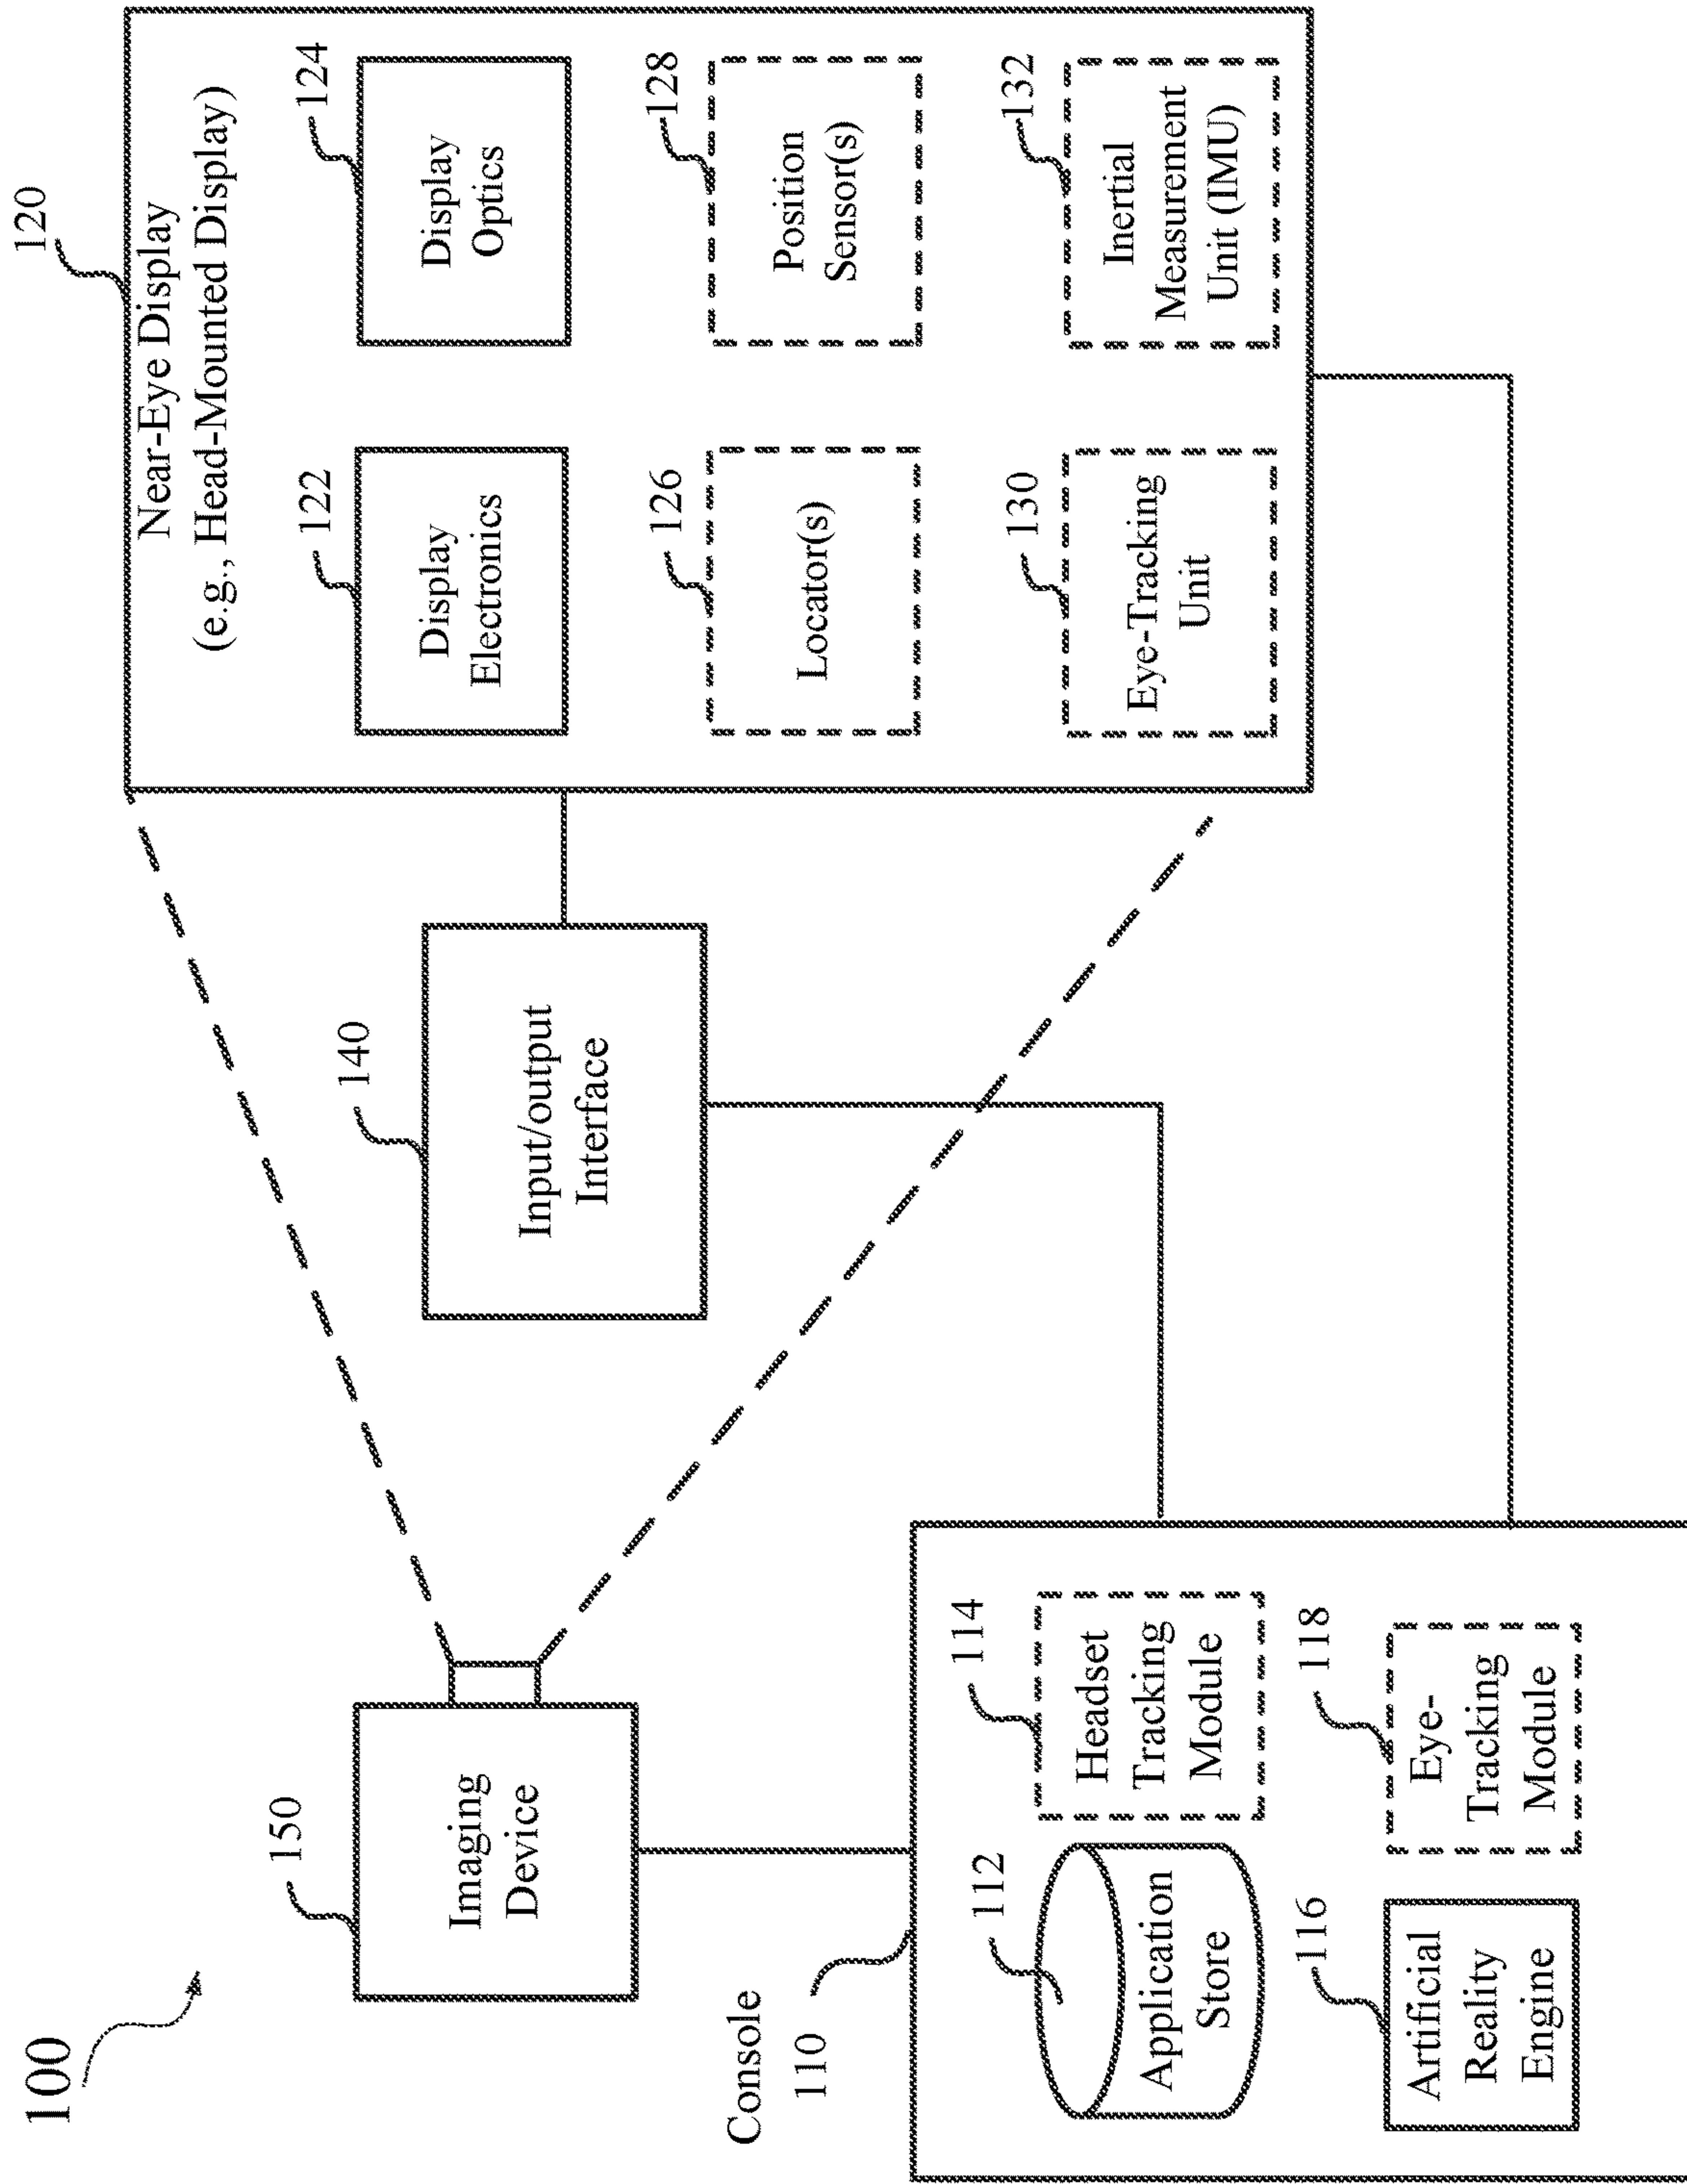 100
150
Imaging
Device
140
Input/output
Interface
120
Near-Eye Display
(e.g., Head-Mounted Display)
122
Display
Electronics
124
Display
Optics
126
Locator(s)
128
Position
Sensor(s)
130
Eye-Tracking
Unit
132
Inertial
Measurement
Unit (IMU)
Console
110
112
Application
Store
114
Headset
Tracking
Module
116
Artificial
Reality
Engine
118
Eye-
Tracking
Module